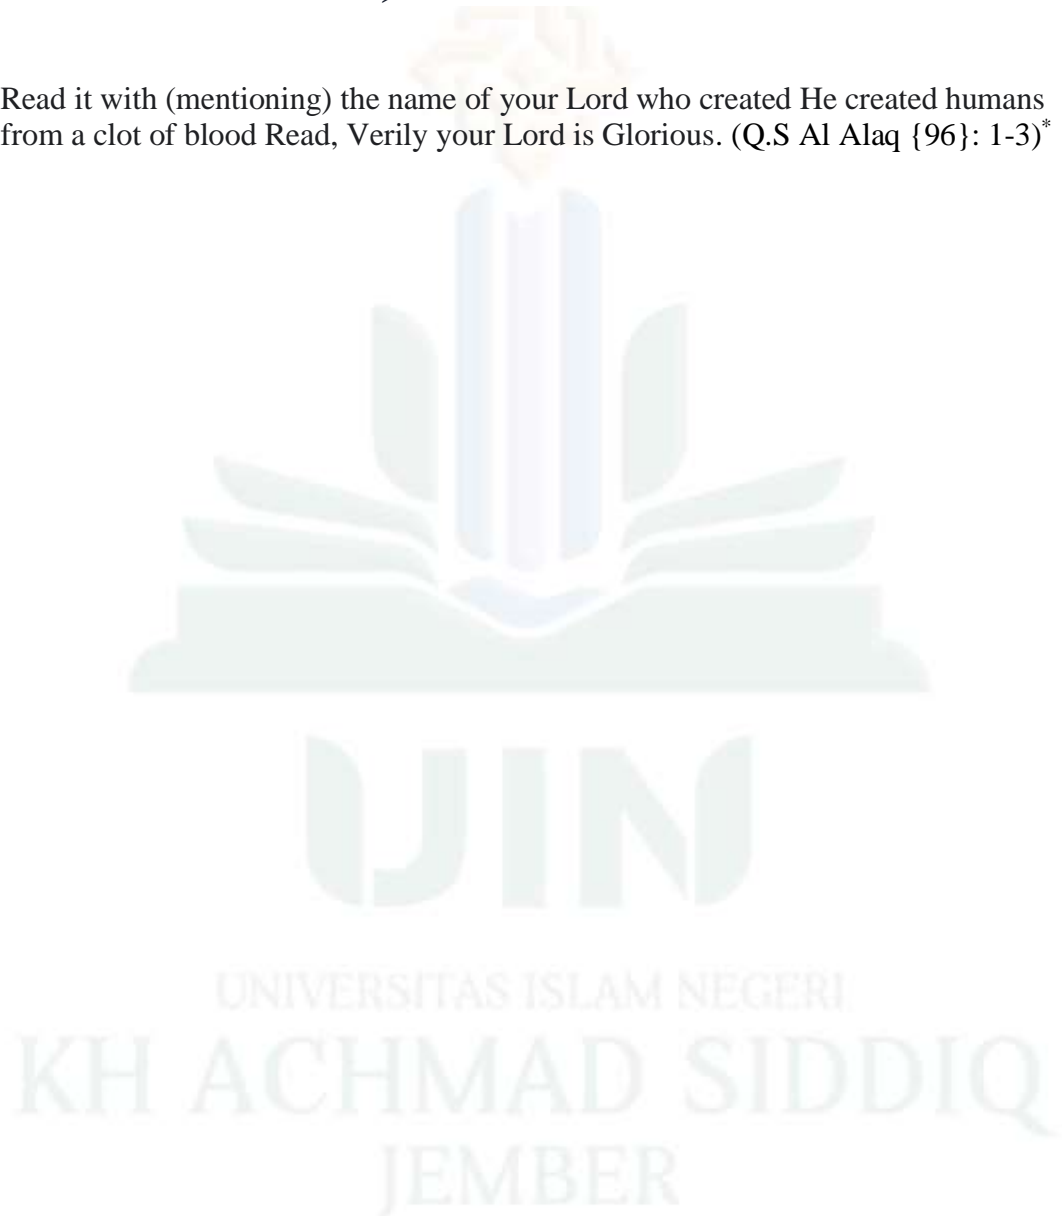 Read it with (mentioning) the name of your Lord who created He created humans
from a clot of blood Read, Verily your Lord is Glorious. (Q.S Al Alaq {96}: 1-3)*
UIN
UNIVERSITAS ISLAM NEGERI
KH ACHMAD SIDDIQ
JEMBER